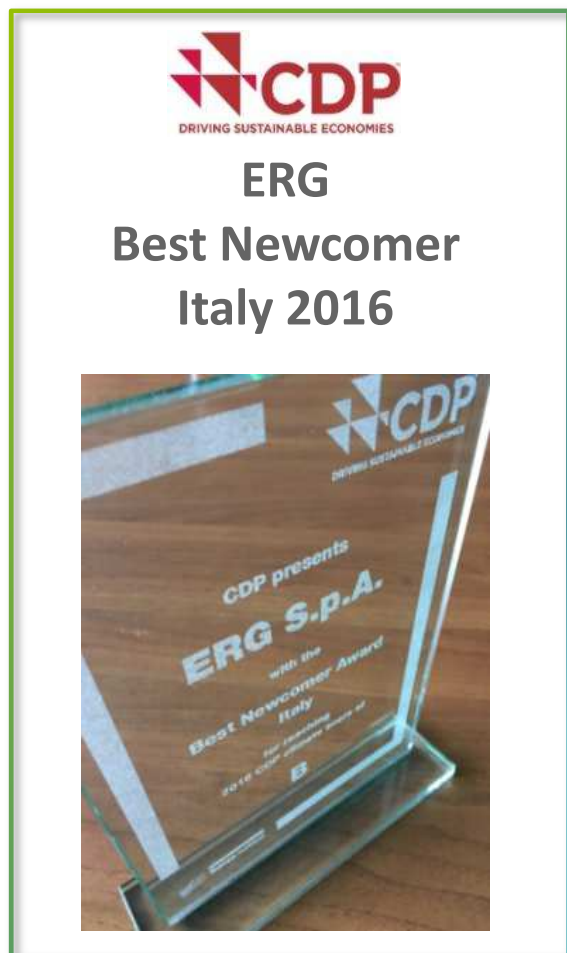 CDP
DRIVING SUSTAINABLE ECONOMIES
ERG
Best Newcomer
Italy 2016
CDP
DRIVING SUSTAINABLE ECONOMIES
CDP presents
ERG S.p.A.
with the
Best Newcomer Award
Italy
for reaching
2016 CDP climate score of
B